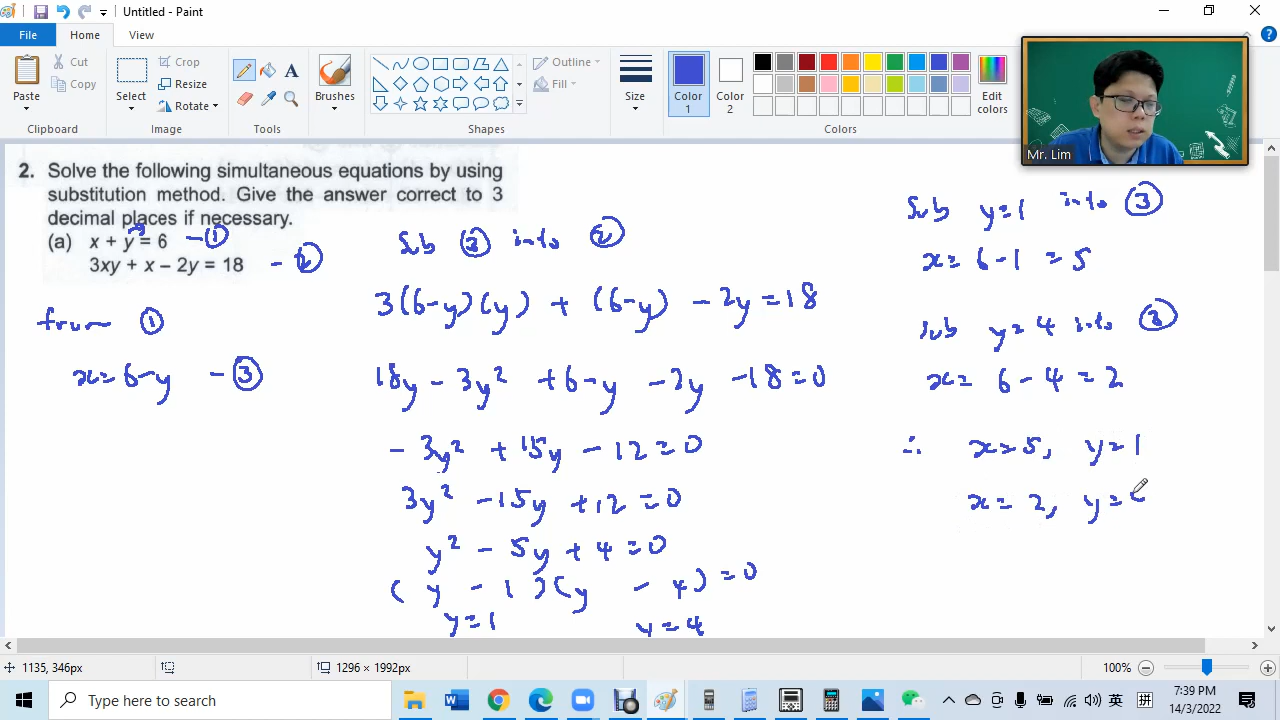 Untitled - Paint
File Home View
Paste
Cut
Copy
Clipboard
Select
Crop
Resize
Rotate
Image
Tools
Brushes
Shapes
Outline
Fill
Size
Color 1
Color 2
Edit colors
Colors
Mr. Lim
2. Solve the following simultaneous equations by using
substitution method. Give the answer correct to 3
decimal places if necessary.
(a) x + y = 6 - ①
3xy + x − 2y = 18 - ②
from ①
x = 6-y - ③
Sub ③ into ②
3(6-y)(y) + (6-y) - 2y = 18
18y - 3y² + 6 - y - 2y - 18 = 0
- 3y² + 15y - 12 = 0
3y² - 15y + 12 = 0
y² - 5y + 4 = 0
(y - 1)(y - 4) = 0
y = 1 y = 4
Sub y = 1 into ③
x = 6 - 1 = 5
Sub y = 4 into ③
x = 6 - 4 = 2
∴ x = 5, y = 1
x = 2, y =
1135, 346px
1296 × 1992px
100%
Type here to search
英 拼
7:39 PM
14/3/2022